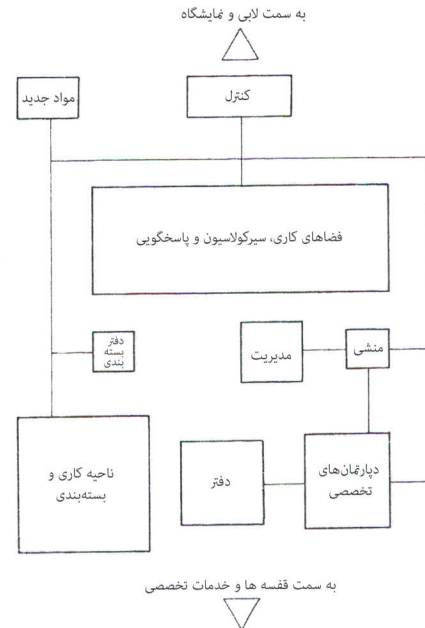 به سمت لابی و نمایشگاه
مواد جدید
کنترل
فضاهای کاری، سیرکولاسیون و پاسخگویی
دفتر
بسته
بندی
مدیریت
منشی
ناحیه کاری و
بسته‌بندی
دفتر
دپارتمان‌های
تخصصی
به سمت قفسه ها و خدمات تخصصی